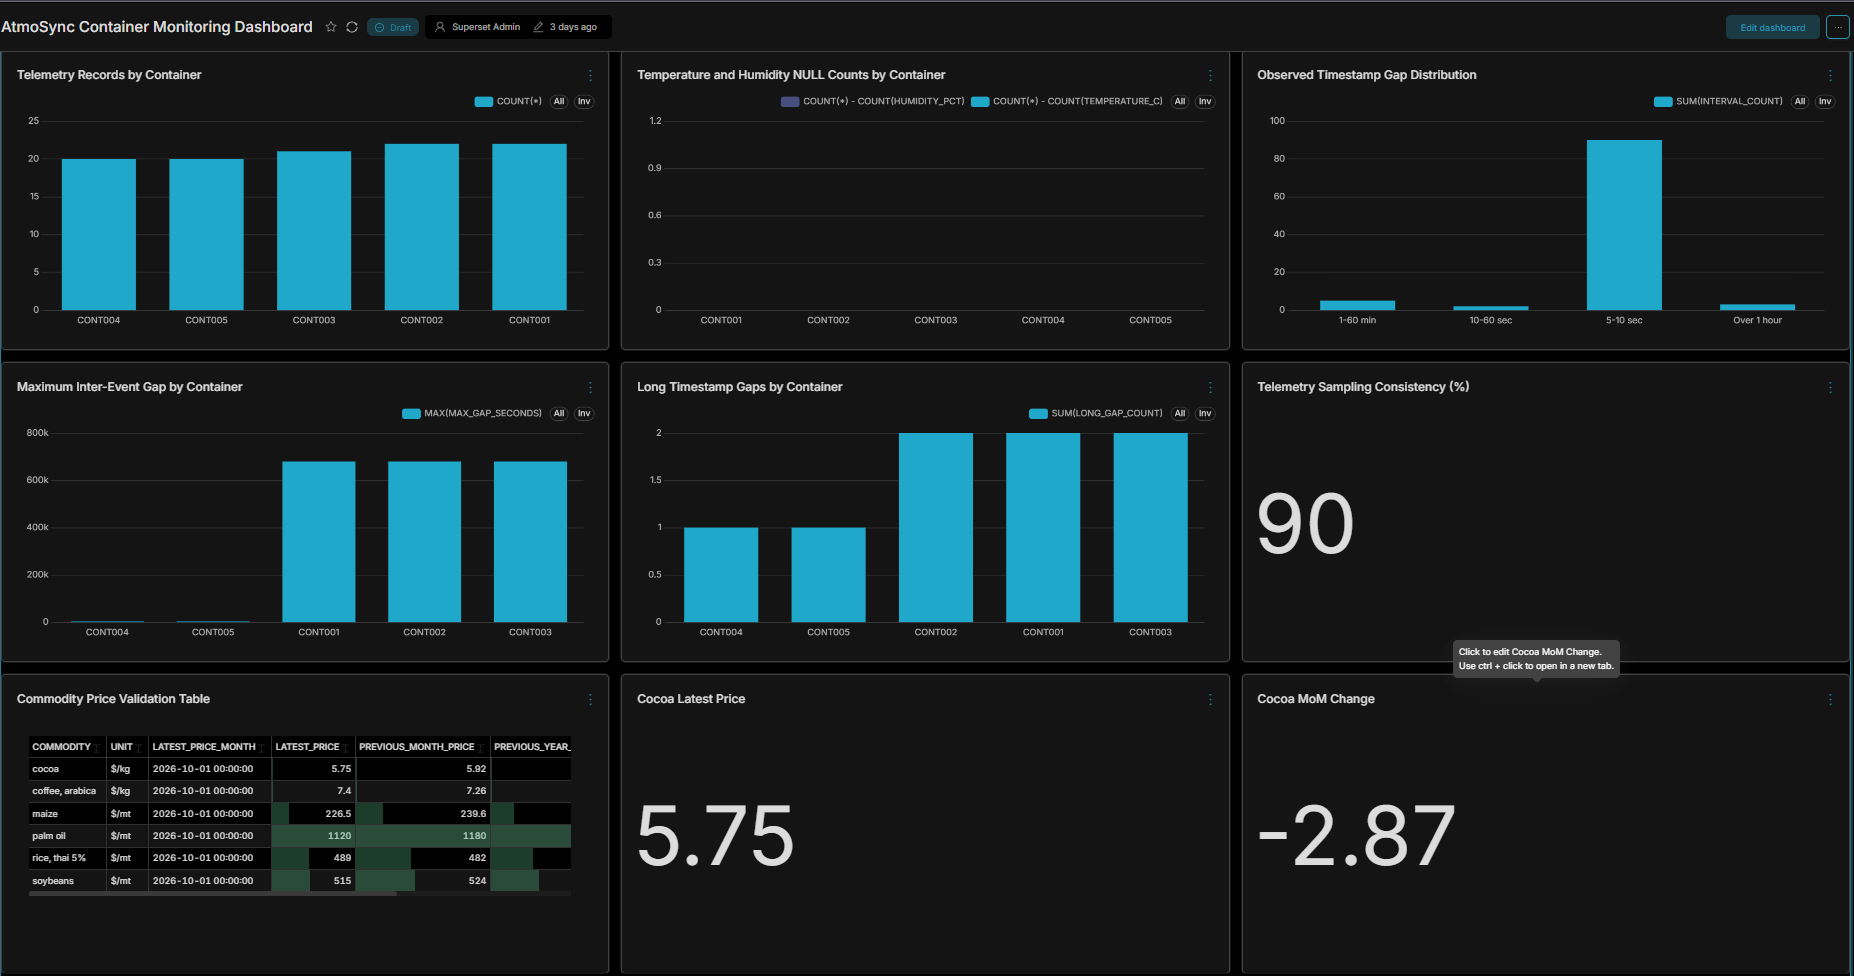 AtmoSync Container Monitoring Dashboard
Draft
Superset Admin
3 days ago
Edit dashboard
...
Telemetry Records by Container
COUNT(*)
All
Inv
25
20
15
10
5
0
CONT004
CONT005
CONT003
CONT002
CONT001
Temperature and Humidity NULL Counts by Container
COUNT(*) - COUNT(HUMIDITY_PCT)
COUNT(*) - COUNT(TEMPERATURE_C)
All
Inv
1.2
0.9
0.6
0.3
0
CONT001
CONT002
CONT003
CONT004
CONT005
Observed Timestamp Gap Distribution
SUM(INTERVAL_COUNT)
All
Inv
100
80
60
40
20
0
1-60 min
10-60 sec
5-10 sec
Over 1 hour
Maximum Inter-Event Gap by Container
MAX(MAX_GAP_SECONDS)
All
Inv
800k
600k
400k
200k
0
CONT004
CONT005
CONT001
CONT002
CONT003
Long Timestamp Gaps by Container
SUM(LONG_GAP_COUNT)
All
Inv
2
1.5
1
0.5
0
CONT004
CONT005
CONT002
CONT001
CONT003
Telemetry Sampling Consistency (%)
90
Click to edit Cocoa MoM Change.
Use ctrl + click to open in a new tab.
Commodity Price Validation Table
COMMODITY UNIT LATEST_PRICE_MONTH LATEST_PRICE PREVIOUS_MONTH_PRICE PREVIOUS_YEAR_
cocoa $/kg 2026-10-01 00:00:00 5.75 5.92
coffee, arabica $/kg 2026-10-01 00:00:00 7.4 7.26
maize $/mt 2026-10-01 00:00:00 226.5 239.6
palm oil $/mt 2026-10-01 00:00:00 1120 1180
rice, thai 5% $/mt 2026-10-01 00:00:00 489 482
soybeans $/mt 2026-10-01 00:00:00 515 524
Cocoa Latest Price
5.75
Cocoa MoM Change
-2.87